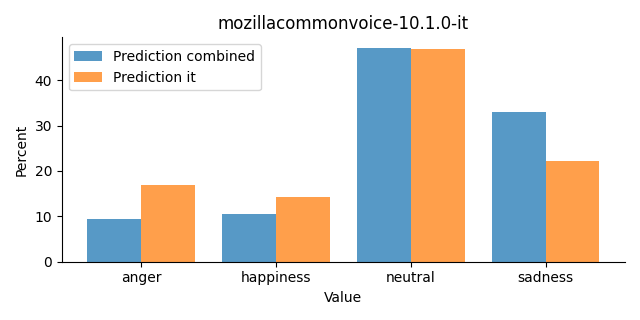 mozillacommonvoice-10.1.0-it
Prediction combined
Prediction it
Percent
40
30
20
10
0
anger happiness neutral sadness
Value